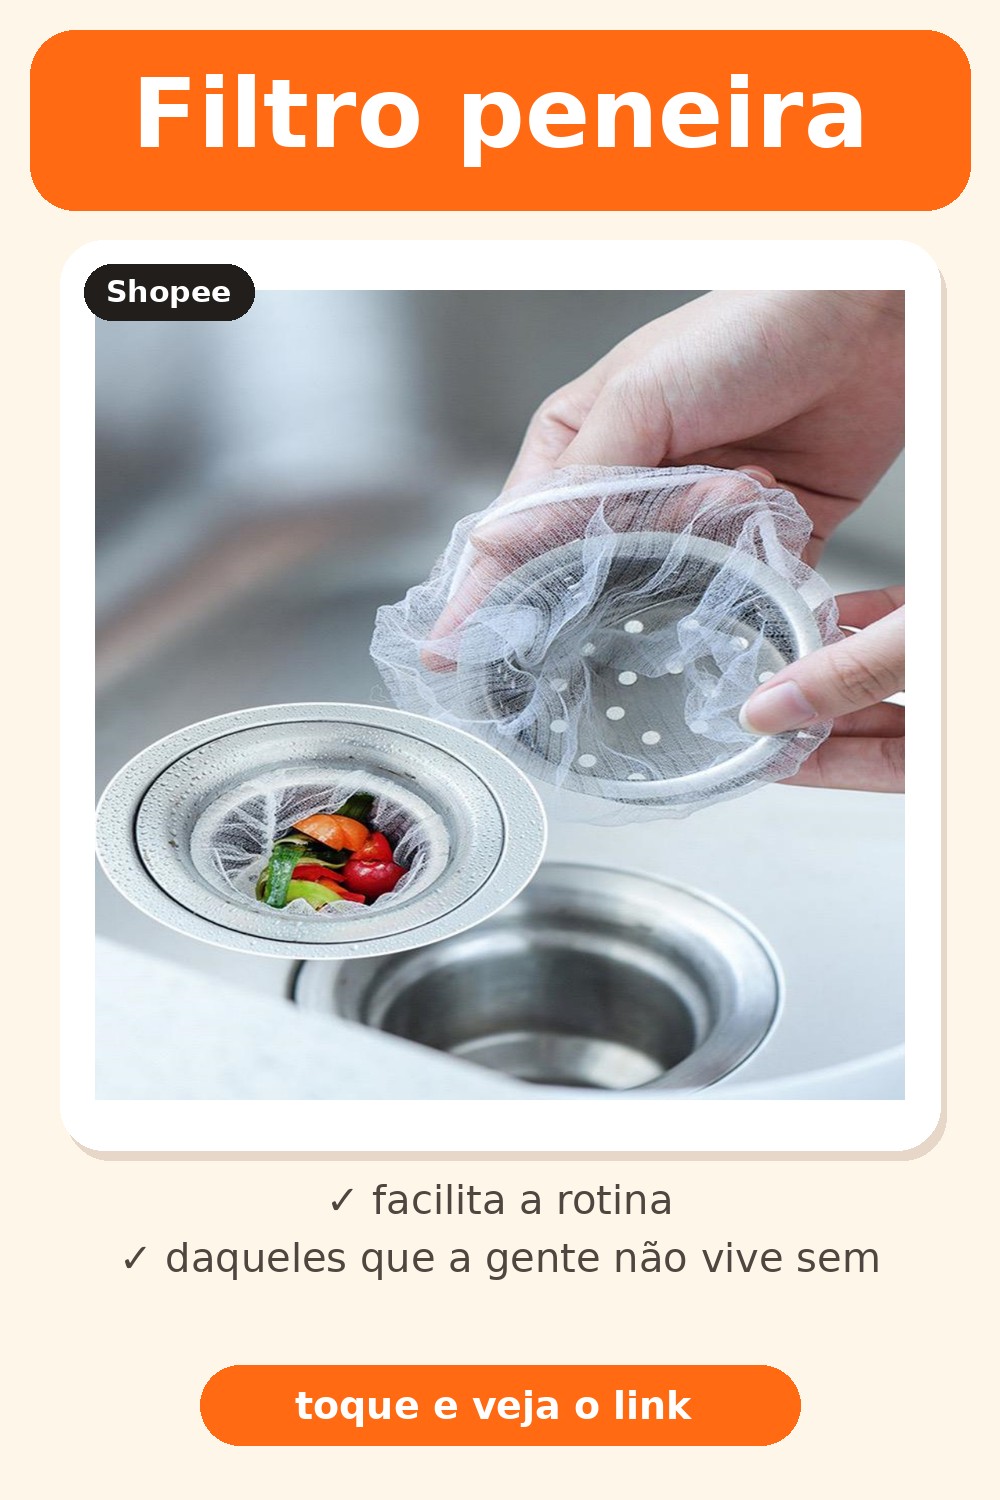 Filtro peneira
Shopee
✓ facilita a rotina
✓ daqueles que a gente não vive sem
toque e veja o link